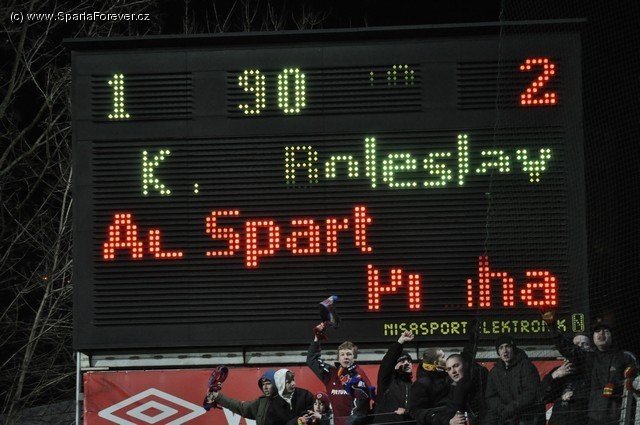 (c) www.SpartaForever.cz
1 90 2
K. Boleslav
AC Sparta
Praha
NISASPORT ELEKTRONIK